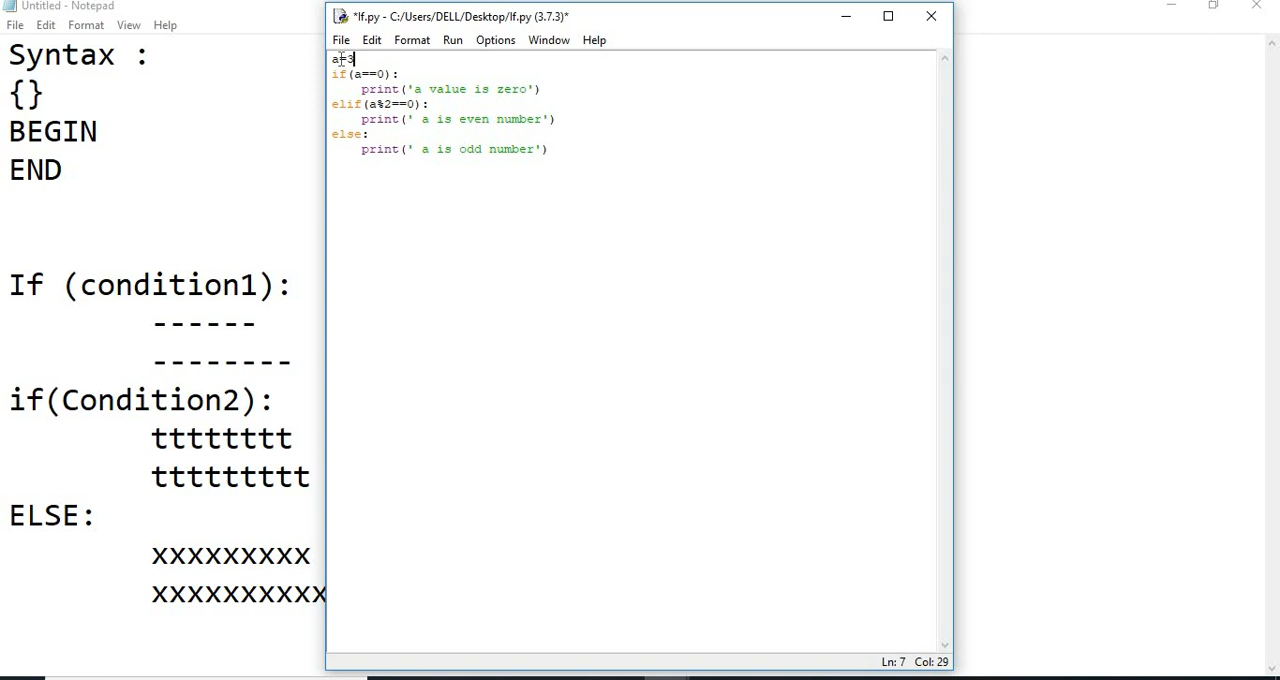 Untitled - Notepad
File Edit Format View Help
Syntax :
{}
BEGIN
END
If (condition1):
------
--------
if(Condition2):
tttttttt
ttttttttt
ELSE:
xxxxxxxxx
xxxxxxxxxx
*If.py - C:/Users/DELL/Desktop/If.py (3.7.3)*
File Edit Format Run Options Window Help
a=3
if(a==0):
print('a value is zero')
elif(a%2==0):
print(' a is even number')
else:
print(' a is odd number')
Ln: 7 Col: 29